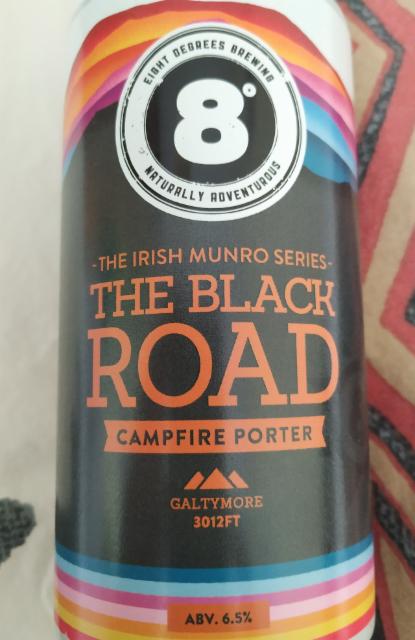 EIGHT DEGREES BREWING
8°
NATURALLY ADVENTUROUS
-THE IRISH MUNRO SERIES-
THE BLACK
ROAD
CAMPFIRE PORTER
GALTYMORE
3012FT
ABV. 6.5%